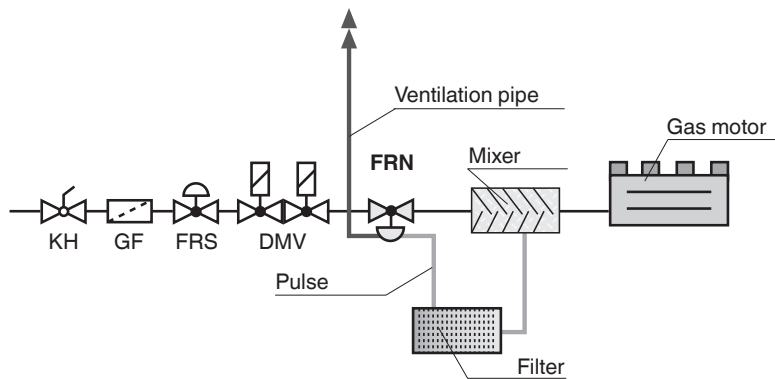 Ventilation pipe
Gas motor
FRN
Mixer
KH
GF
FRS
DMV
Pulse
Filter